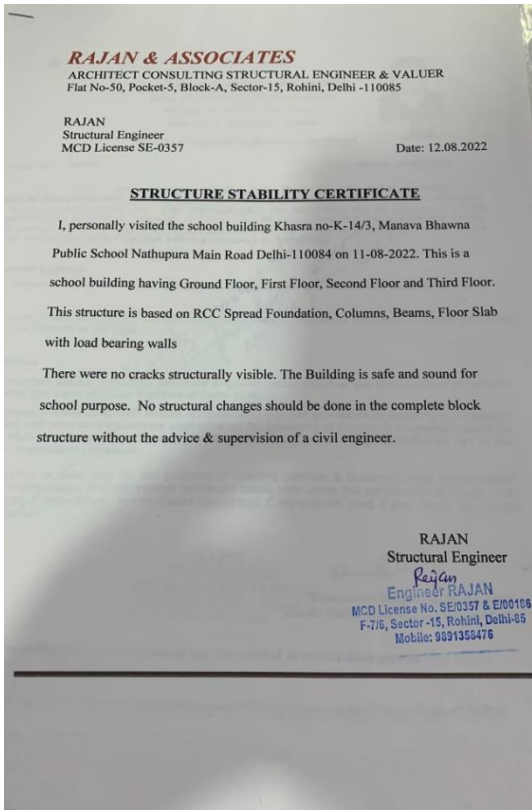 RAJAN & ASSOCIATES
ARCHITECT CONSULTING STRUCTURAL ENGINEER & VALUER
Flat No-50, Pocket-5, Block-A, Sector-15, Rohini, Delhi -110085
RAJAN
Structural Engineer
MCD License SE-0357
Date: 12.08.2022
STRUCTURE STABILITY CERTIFICATE
I, personally visited the school building Khasra no-K-14/3, Manava Bhawna
Public School Nathupura Main Road Delhi-110084 on 11-08-2022. This is a
school building having Ground Floor, First Floor, Second Floor and Third Floor.
This structure is based on RCC Spread Foundation, Columns, Beams, Floor Slab
with load bearing walls
There were no cracks structurally visible. The Building is safe and sound for
school purpose. No structural changes should be done in the complete block
structure without the advice & supervision of a civil engineer.
RAJAN
Structural Engineer
Rajan
Engineer RAJAN
MCD License No. SE/0357 & E/00186
F-7/6, Sector -15, Rohini, Delhi-85
Mobile: 9891358476